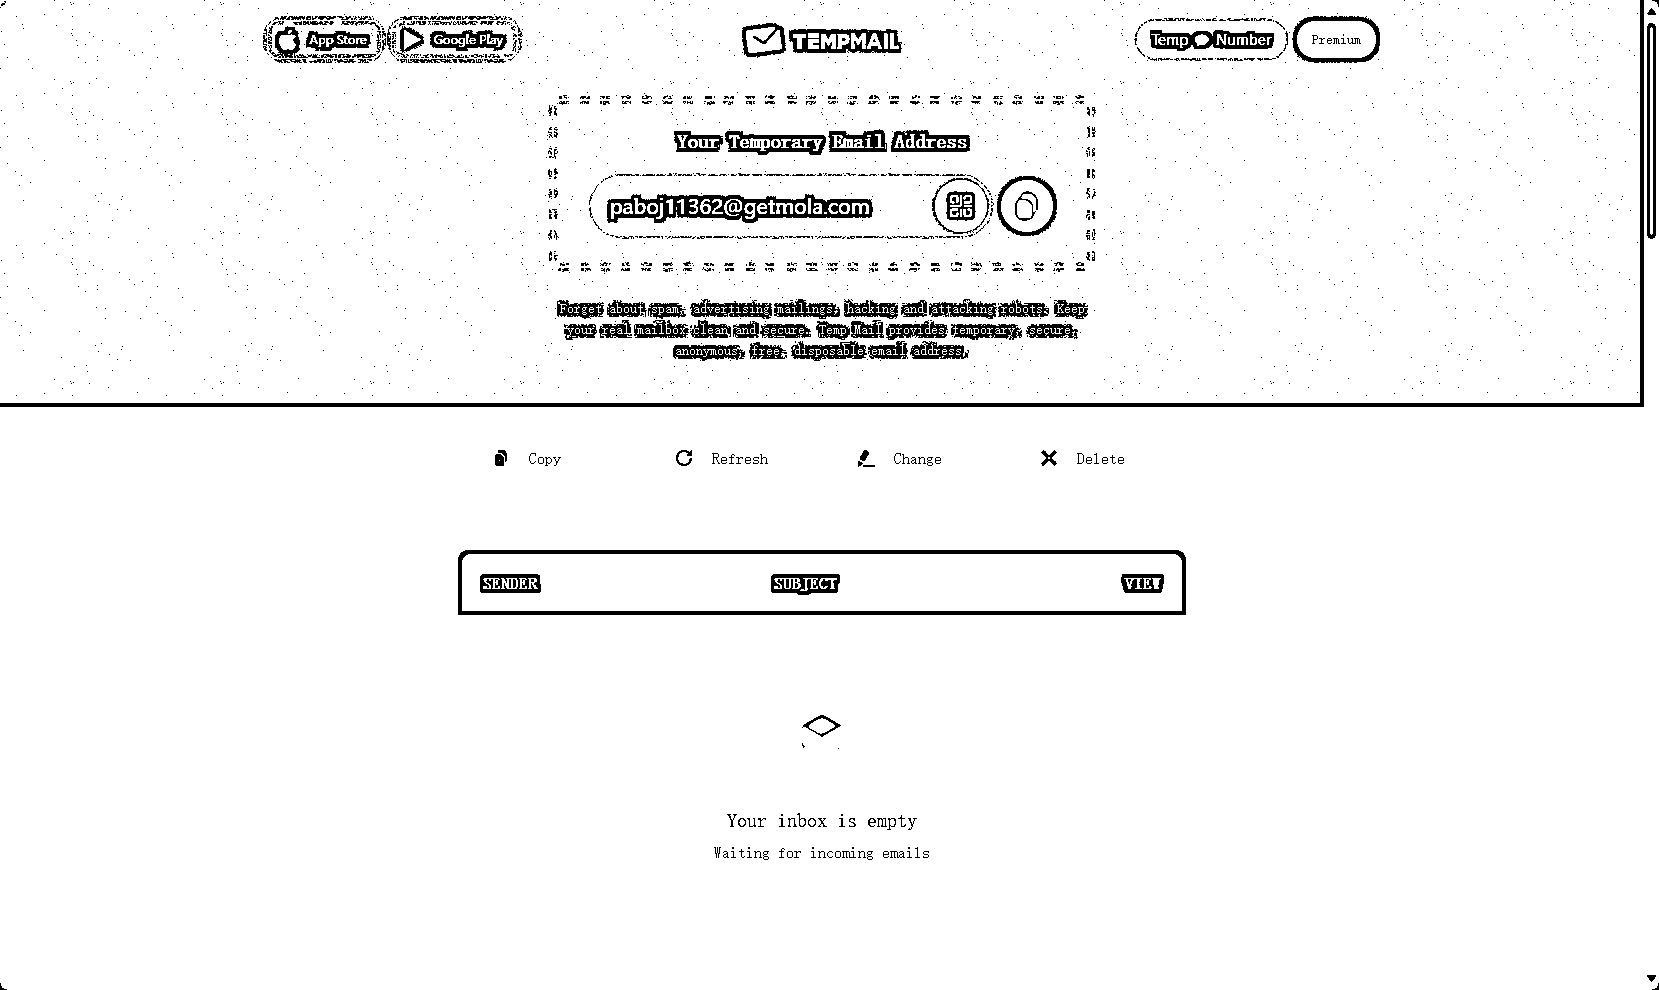 App Store
Google Play
TEMPMAIL
Temp Number
Premium
Your Temporary Email Address
paboj11362@getmola.com
Forget about spam, advertising mailings, hacking and attacking robots. Keep
your real mailbox clean and secure. Temp Mail provides temporary, secure,
anonymous, free, disposable email address.
Copy
Refresh
Change
Delete
SENDER
SUBJECT
VIEW
Your inbox is empty
Waiting for incoming emails